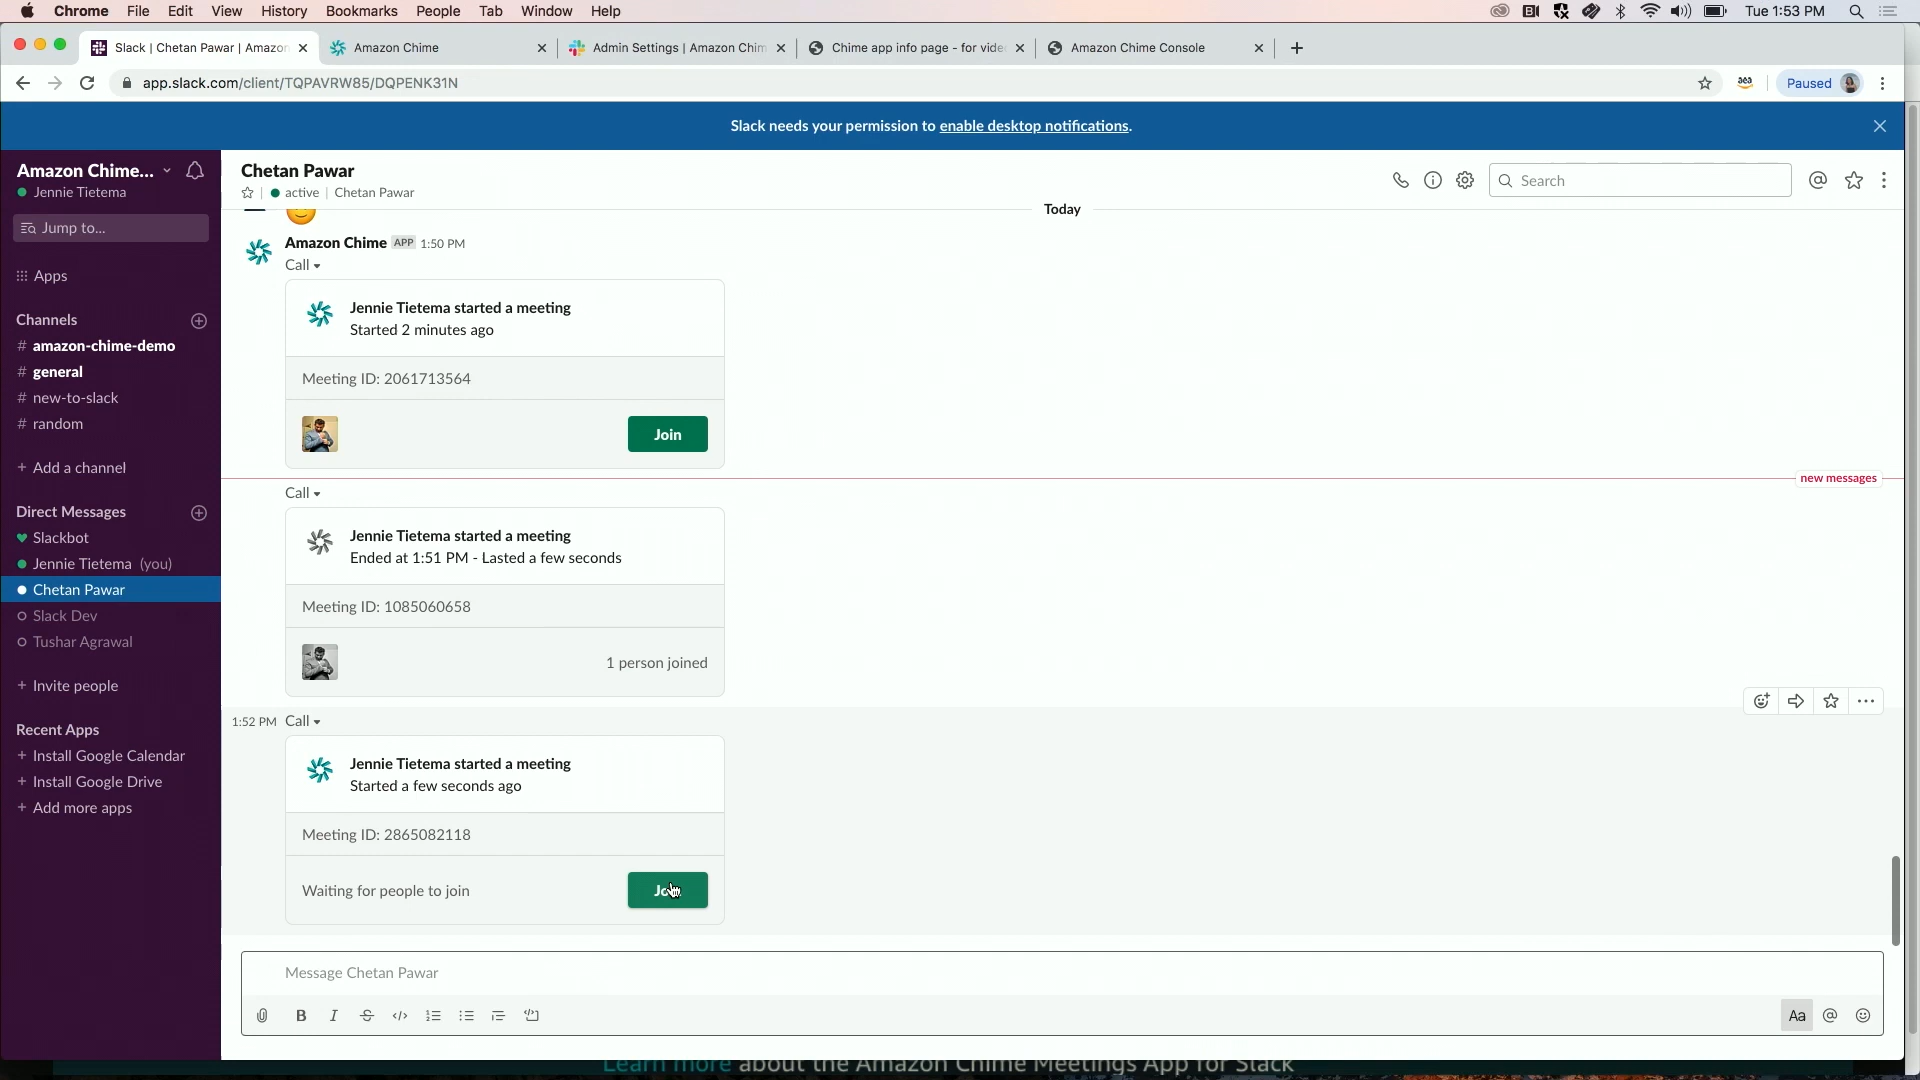 Chrome File Edit View History Bookmarks People Tab Window Help
Tue 1:53 PM
Slack | Chetan Pawar | Amazon
Amazon Chime
Admin Settings | Amazon Chim
Chime app info page - for vide
Amazon Chime Console
app.slack.com/client/TQPAVRW85/DQPENK31N
Paused
Slack needs your permission to enable desktop notifications.
Amazon Chime...
Jennie Tietema
Jump to...
Apps
Channels
# amazon-chime-demo
# general
# new-to-slack
# random
+ Add a channel
Direct Messages
Slackbot
Jennie Tietema (you)
Chetan Pawar
Slack Dev
Tushar Agrawal
+ Invite people
Recent Apps
+ Install Google Calendar
+ Install Google Drive
+ Add more apps
Chetan Pawar
active | Chetan Pawar
Search
Today
Amazon Chime APP 1:50 PM
Call
Jennie Tietema started a meeting
Started 2 minutes ago
Meeting ID: 2061713564
Join
new messages
Call
Jennie Tietema started a meeting
Ended at 1:51 PM - Lasted a few seconds
Meeting ID: 1085060658
1 person joined
1:52 PM Call
Jennie Tietema started a meeting
Started a few seconds ago
Meeting ID: 2865082118
Waiting for people to join
Join
Message Chetan Pawar
Aa
Learn more about the Amazon Chime Meetings App for Slack